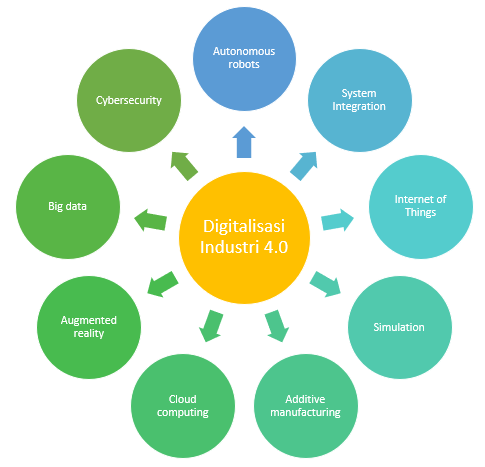 Autonomous
robots
System
Integration
Internet of
Things
Simulation
Additive
manufacturing
Cloud
computing
Augmented
reality
Big data
Cybersecurity
Digitalisasi
Industri 4.0